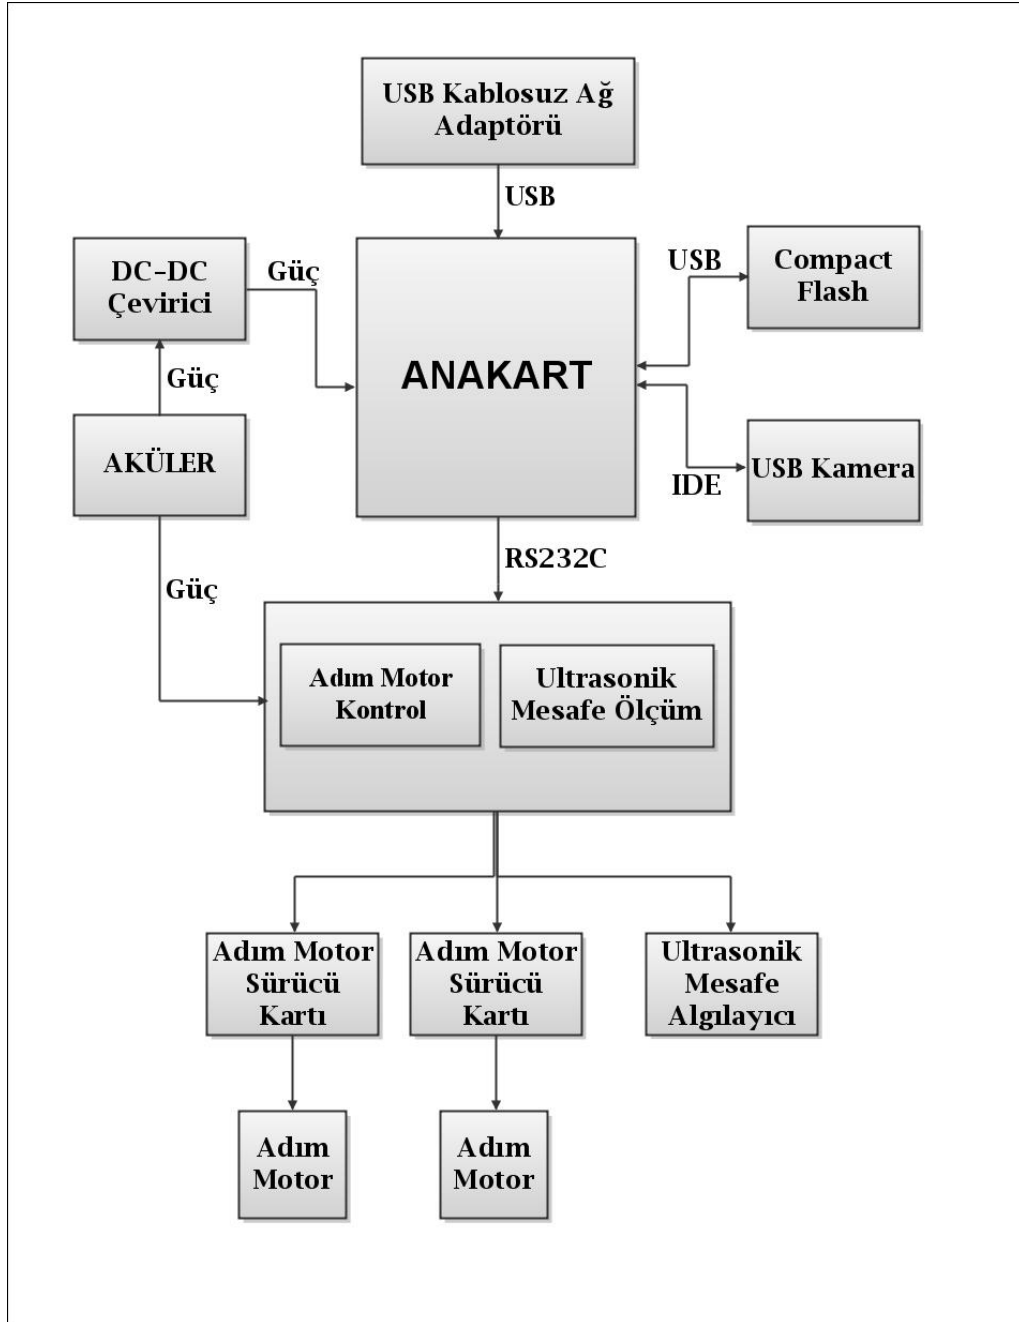 USB Kablosuz Ağ
Adaptörü
USB
DC-DC
Çevirici
Güç
USB
Compact
Flash
ANAKART
Güç
AKÜLER
IDE
USB Kamera
RS232C
Güç
Adım Motor
Kontrol
Ultrasonik
Mesafe Ölçüm
Adım Motor
Sürücü
Kartı
Adım Motor
Sürücü
Kartı
Ultrasonik
Mesafe
Algılayıcı
Adım
Motor
Adım
Motor